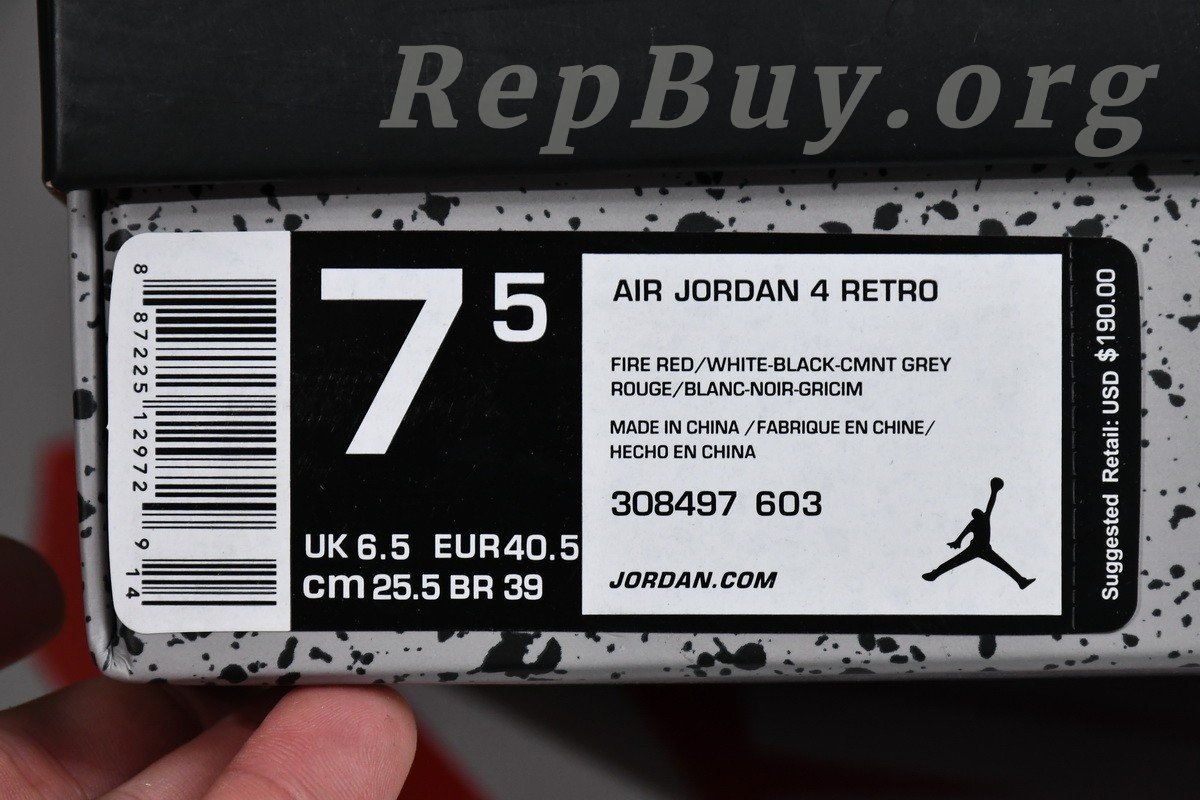 RepBuy.org
8 87225 12972 9 14
7 5
UK 6.5 EUR 40.5
cm 25.5 BR 39
AIR JORDAN 4 RETRO
FIRE RED/WHITE-BLACK-CMNT GREY
ROUGE/BLANC-NOIR-GRICIM
MADE IN CHINA /FABRIQUE EN CHINE/
HECHO EN CHINA
308497 603
JORDAN.COM
Suggested Retail: USD $190.00